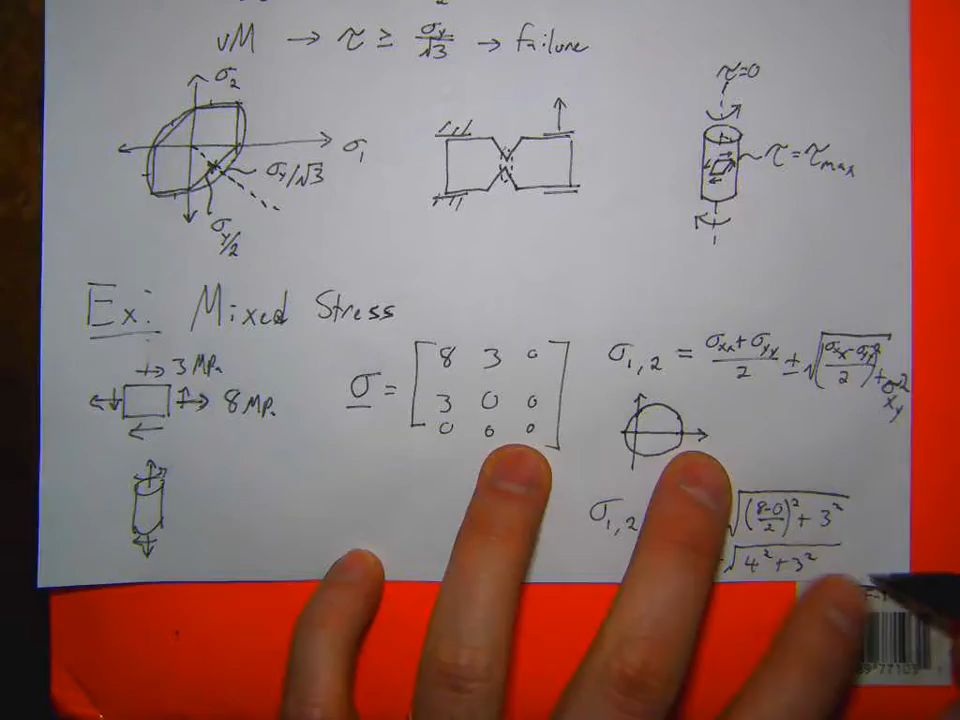 σ₂
vM → τ ≥ σy/√3 → failure
σ₂
σ₁
σy/√3
σy/2
τ=0
τ = τmax
Ex: Mixed Stress
3 MPa
8 MPa
σ = [8 3 0
3 0 0
0 0 0]
σ₁,₂ = (σxx + σyy)/2 ± √(((σxx - σyy)/2)² + σxy²)
σ₁,₂ √(((8-0)/2)² + 3²)
√(4² + 3²)